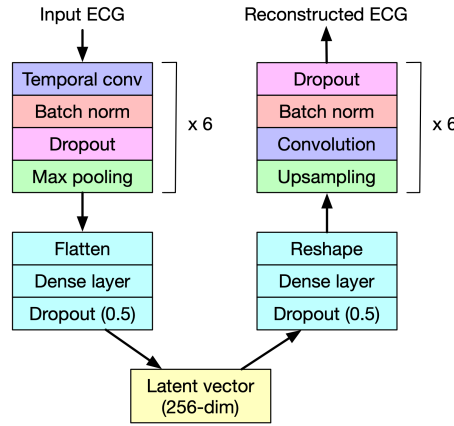 Input ECG
Temporal conv
Batch norm
Dropout
Max pooling
x 6
Flatten
Dense layer
Dropout (0.5)
Latent vector
(256-dim)
Reconstructed ECG
Dropout
Batch norm
Convolution
Upsampling
x 6
Reshape
Dense layer
Dropout (0.5)